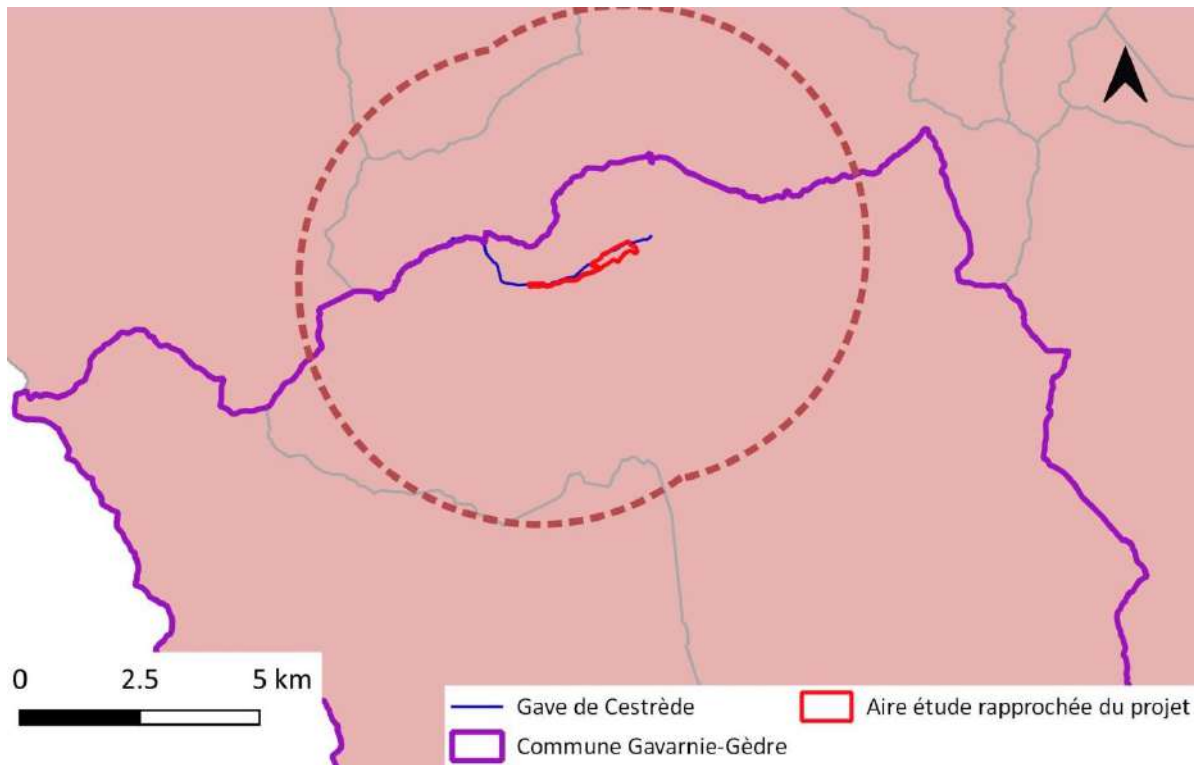 0 2.5 5 km
Gave de Cestrède
Aire étude rapprochée du projet
Commune Gavarnie-Gèdre